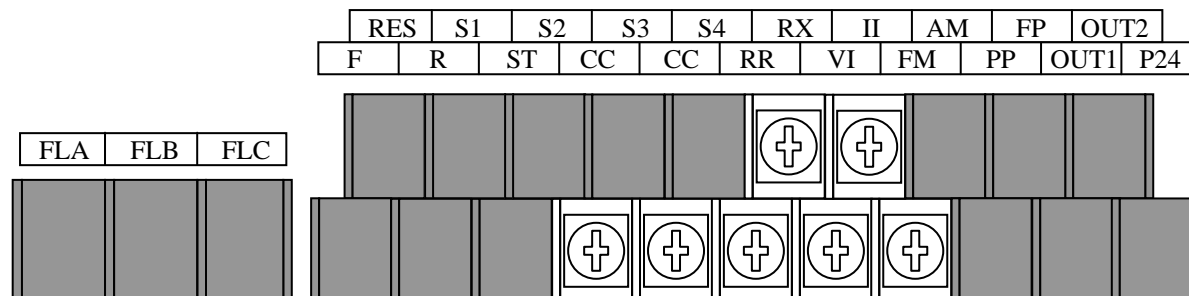 RES S1 S2 S3 S4 RX II AM FP OUT2
F R ST CC CC RR VI FM PP OUT1 P24
FLA FLB FLC